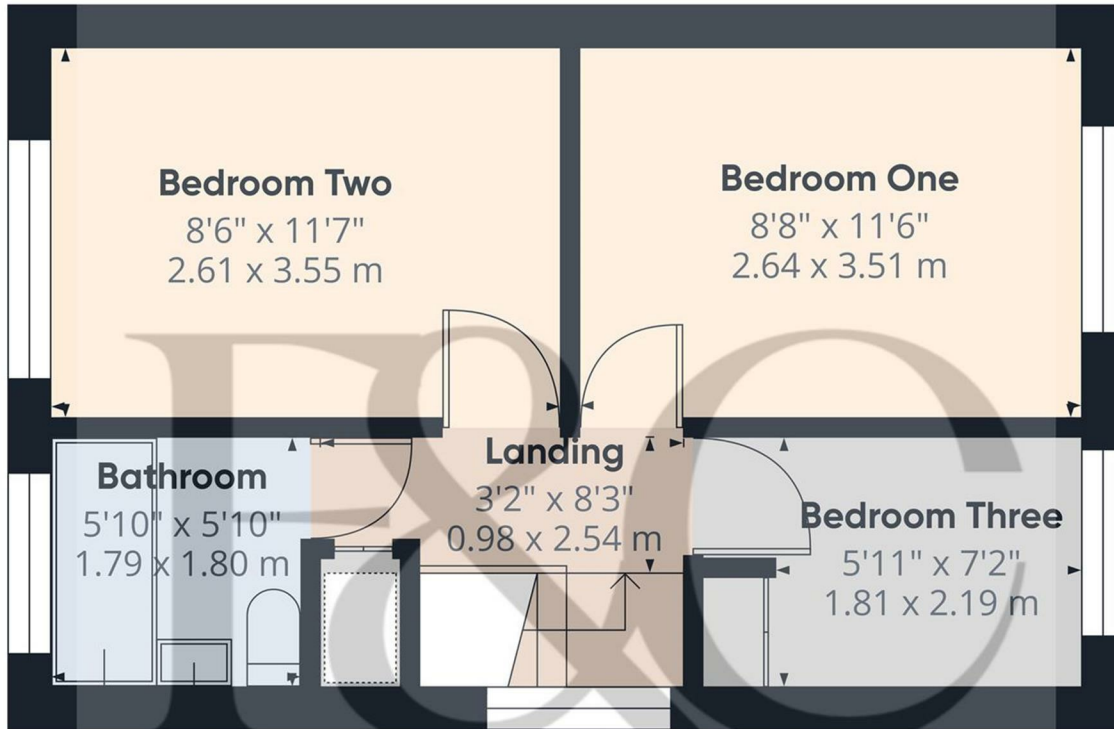 Bedroom Two
8'6" x 11'7"
2.61 x 3.55 m
Bedroom One
8'8" x 11'6"
2.64 x 3.51 m
Bathroom
5'10" x 5'10"
1.79 x 1.80 m
Landing
3'2" x 8'3"
0.98 x 2.54 m
Bedroom Three
5'11" x 7'2"
1.81 x 2.19 m
F&C